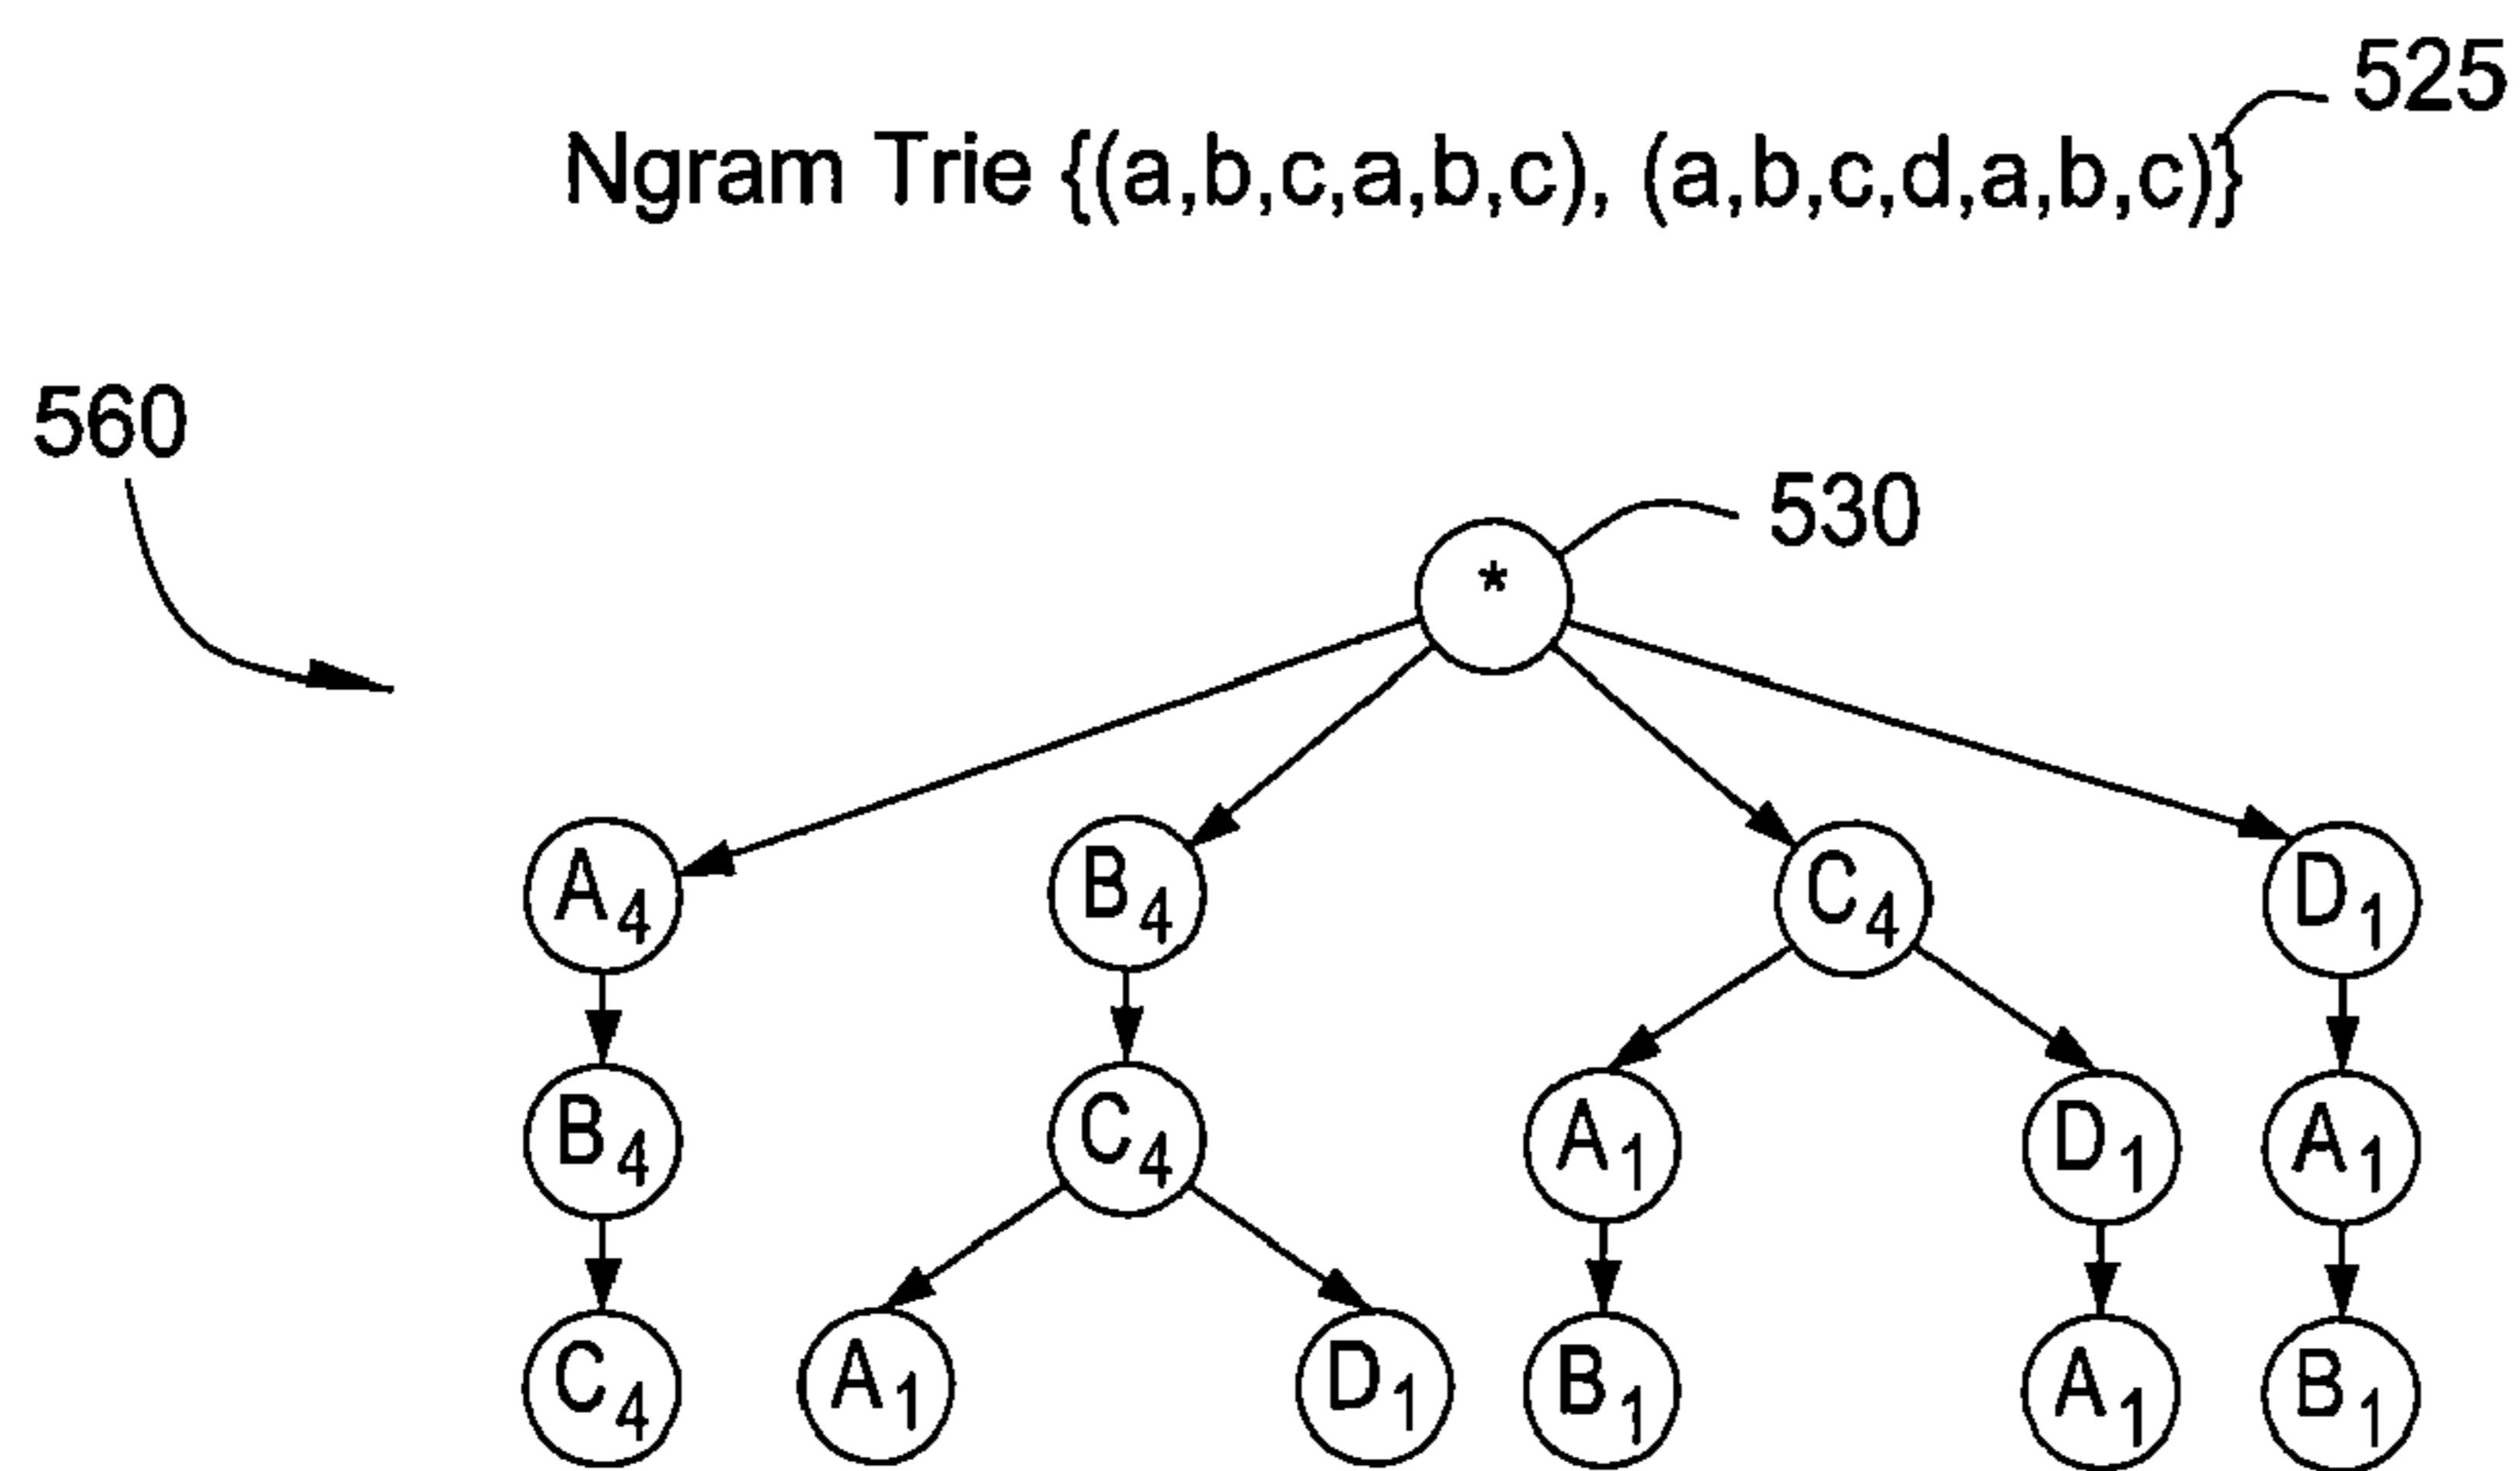 525
Ngram Trie {(a,b,c,a,b,c), (a,b,c,d,a,b,c)}
560
530
*
A4 B4 C4 D1
B4 C4 A1 D1 A1
C4 A1 D1 B1 A1 B1